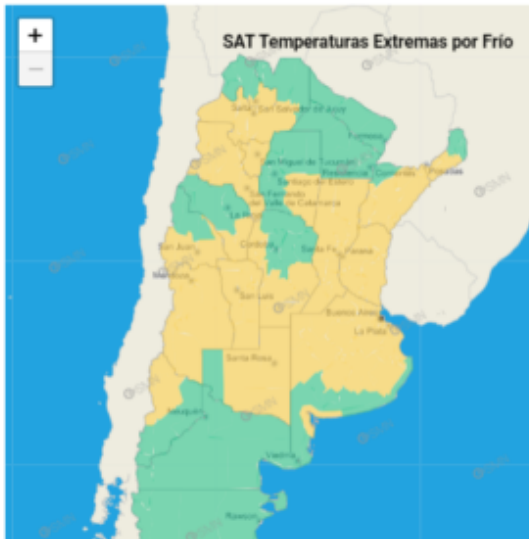 +
SAT Temperaturas Extremas por Frío
−
Salta
San Salvador de Jujuy
Formosa
San Miguel de Tucumán
Resistencia
Corrientes
Posadas
Santiago del Estero
San Fernando
del Valle de Catamarca
La Rioja
San Juan
Córdoba
Santa Fe
Paraná
Mendoza
San Luis
Buenos Aires
La Plata
Santa Rosa
Neuquén
Viedma
Rawson
SMN